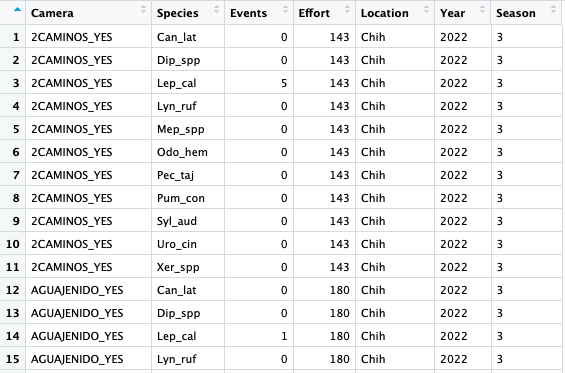 Camera Species Events Effort Location Year Season
1 2CAMINOS_YES Can_lat 0 143 Chih 2022 3
2 2CAMINOS_YES Dip_spp 0 143 Chih 2022 3
3 2CAMINOS_YES Lep_cal 5 143 Chih 2022 3
4 2CAMINOS_YES Lyn_ruf 0 143 Chih 2022 3
5 2CAMINOS_YES Mep_spp 0 143 Chih 2022 3
6 2CAMINOS_YES Odo_hem 0 143 Chih 2022 3
7 2CAMINOS_YES Pec_taj 0 143 Chih 2022 3
8 2CAMINOS_YES Pum_con 0 143 Chih 2022 3
9 2CAMINOS_YES Syl_aud 0 143 Chih 2022 3
10 2CAMINOS_YES Uro_cin 0 143 Chih 2022 3
11 2CAMINOS_YES Xer_spp 0 143 Chih 2022 3
12 AGUAJENIDO_YES Can_lat 0 180 Chih 2022 3
13 AGUAJENIDO_YES Dip_spp 0 180 Chih 2022 3
14 AGUAJENIDO_YES Lep_cal 1 180 Chih 2022 3
15 AGUAJENIDO_YES Lyn_ruf 0 180 Chih 2022 3